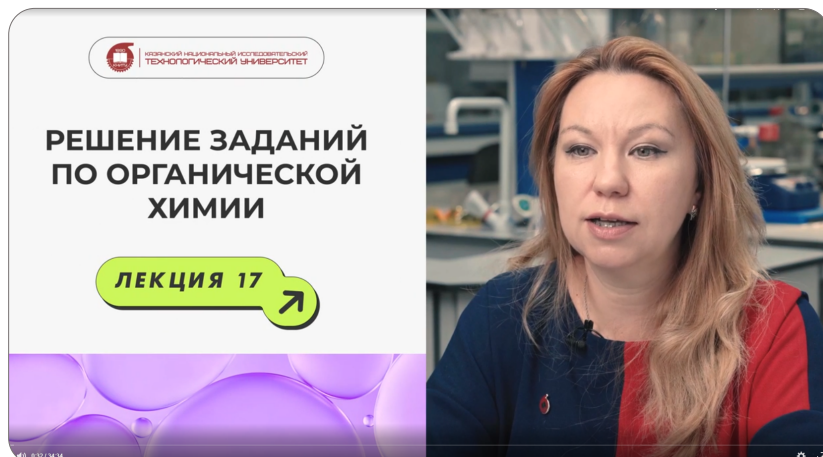 КАЗАНСКИЙ НАЦИОНАЛЬНЫЙ ИССЛЕДОВАТЕЛЬСКИЙ
ТЕХНОЛОГИЧЕСКИЙ УНИВЕРСИТЕТ
РЕШЕНИЕ ЗАДАНИЙ
ПО ОРГАНИЧЕСКОЙ
ХИМИИ
ЛЕКЦИЯ 17